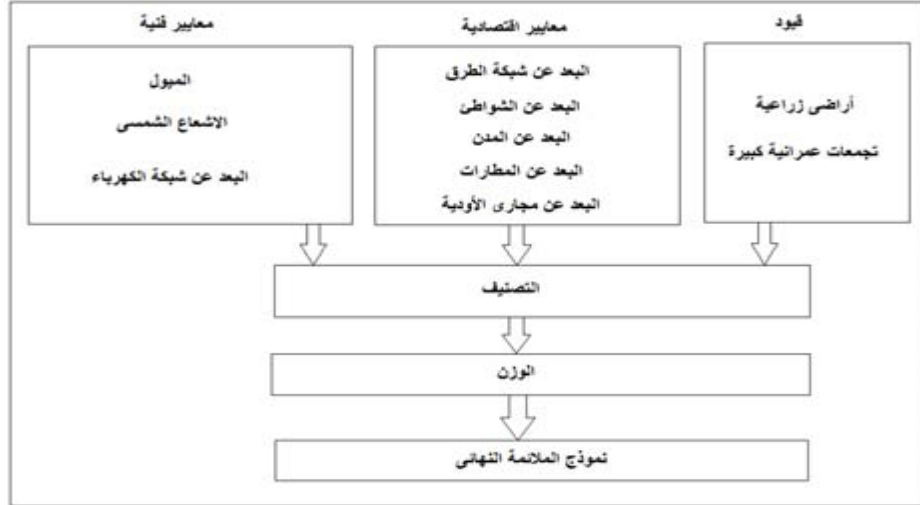 قيود
أراضى زراعية
تجمعات عمرانية كبيرة
معايير اقتصادية
البعد عن شبكة الطرق
البعد عن الشواطئ
البعد عن المدن
البعد عن المطارات
البعد عن مجارى الأودية
معايير فنية
الميول
الاشعاع الشمسى
البعد عن شبكة الكهرباء
التصنيف
الوزن
نموذج الملائمة النهائى